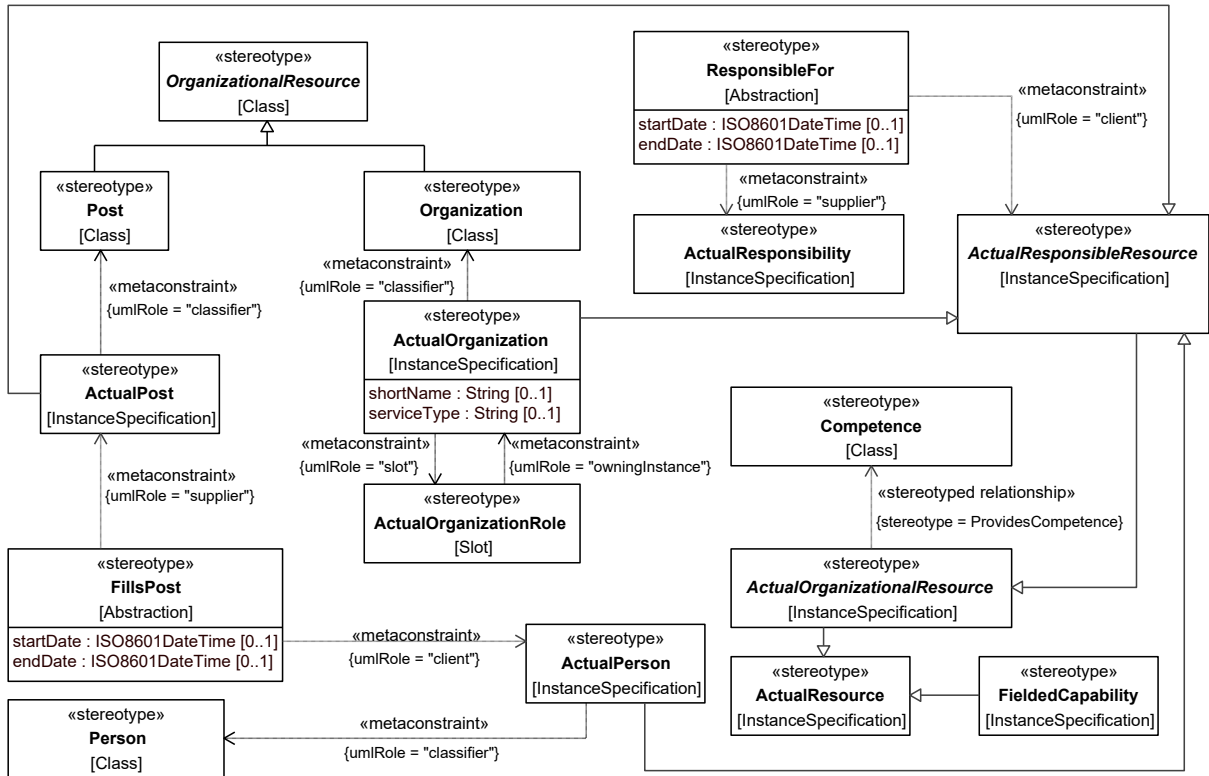 «stereotype»
OrganizationalResource
[Class]
«stereotype»
ResponsibleFor
[Abstraction]
startDate : ISO8601DateTime [0..1]
endDate : ISO8601DateTime [0..1]
«metaconstraint»
{umlRole = "client"}
«stereotype»
Post
[Class]
«stereotype»
Organization
[Class]
«metaconstraint»
{umlRole = "supplier"}
«stereotype»
ActualResponsibility
[InstanceSpecification]
«stereotype»
ActualResponsibleResource
[InstanceSpecification]
«metaconstraint»
{umlRole = "classifier"}
«metaconstraint»
{umlRole = "classifier"}
«stereotype»
ActualOrganization
[InstanceSpecification]
shortName : String [0..1]
serviceType : String [0..1]
«stereotype»
ActualPost
[InstanceSpecification]
«stereotype»
Competence
[Class]
«metaconstraint»
{umlRole = "slot"}
«metaconstraint»
{umlRole = "owningInstance"}
«metaconstraint»
{umlRole = "supplier"}
«stereotype»
ActualOrganizationRole
[Slot]
«stereotyped relationship»
{stereotype = ProvidesCompetence}
«stereotype»
FillsPost
[Abstraction]
startDate : ISO8601DateTime [0..1]
endDate : ISO8601DateTime [0..1]
«stereotype»
ActualOrganizationalResource
[InstanceSpecification]
«metaconstraint»
{umlRole = "client"}
«stereotype»
ActualPerson
[InstanceSpecification]
«stereotype»
ActualResource
[InstanceSpecification]
«stereotype»
FieldedCapability
[InstanceSpecification]
«stereotype»
Person
[Class]
«metaconstraint»
{umlRole = "classifier"}